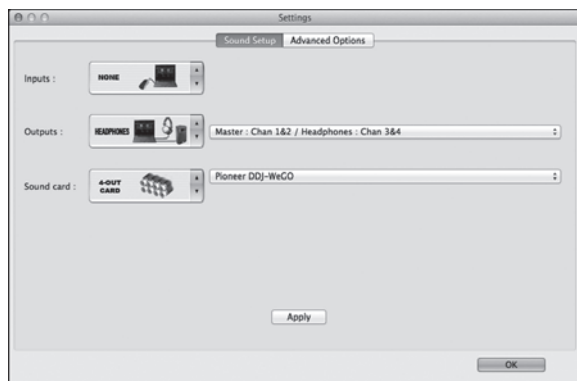 Settings
Sound Setup Advanced Options
Inputs : NONE
Outputs : HEADPHONES Master : Chan 1&2 / Headphones : Chan 3&4
Sound card : 4-OUT CARD Pioneer DDJ-WeGO
Apply
OK